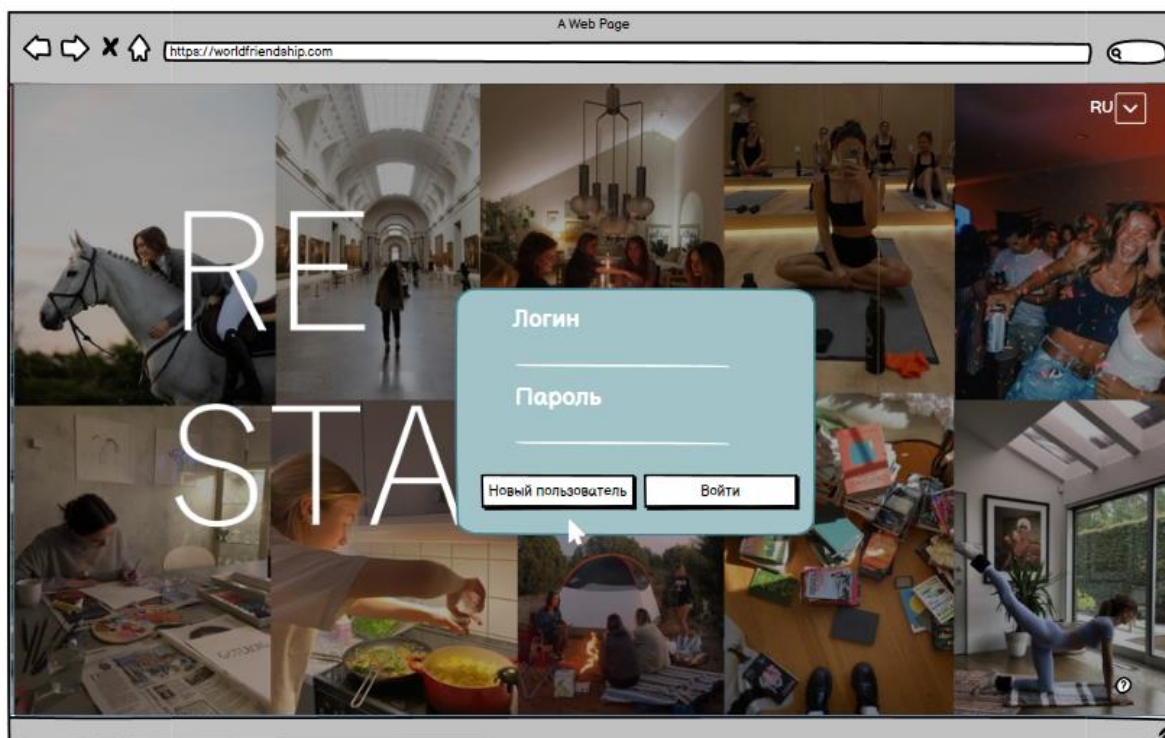 A Web Page
https://worldfriendship.com
RU
RE
STA
Логин
Пароль
Новый пользователь
Войти
?